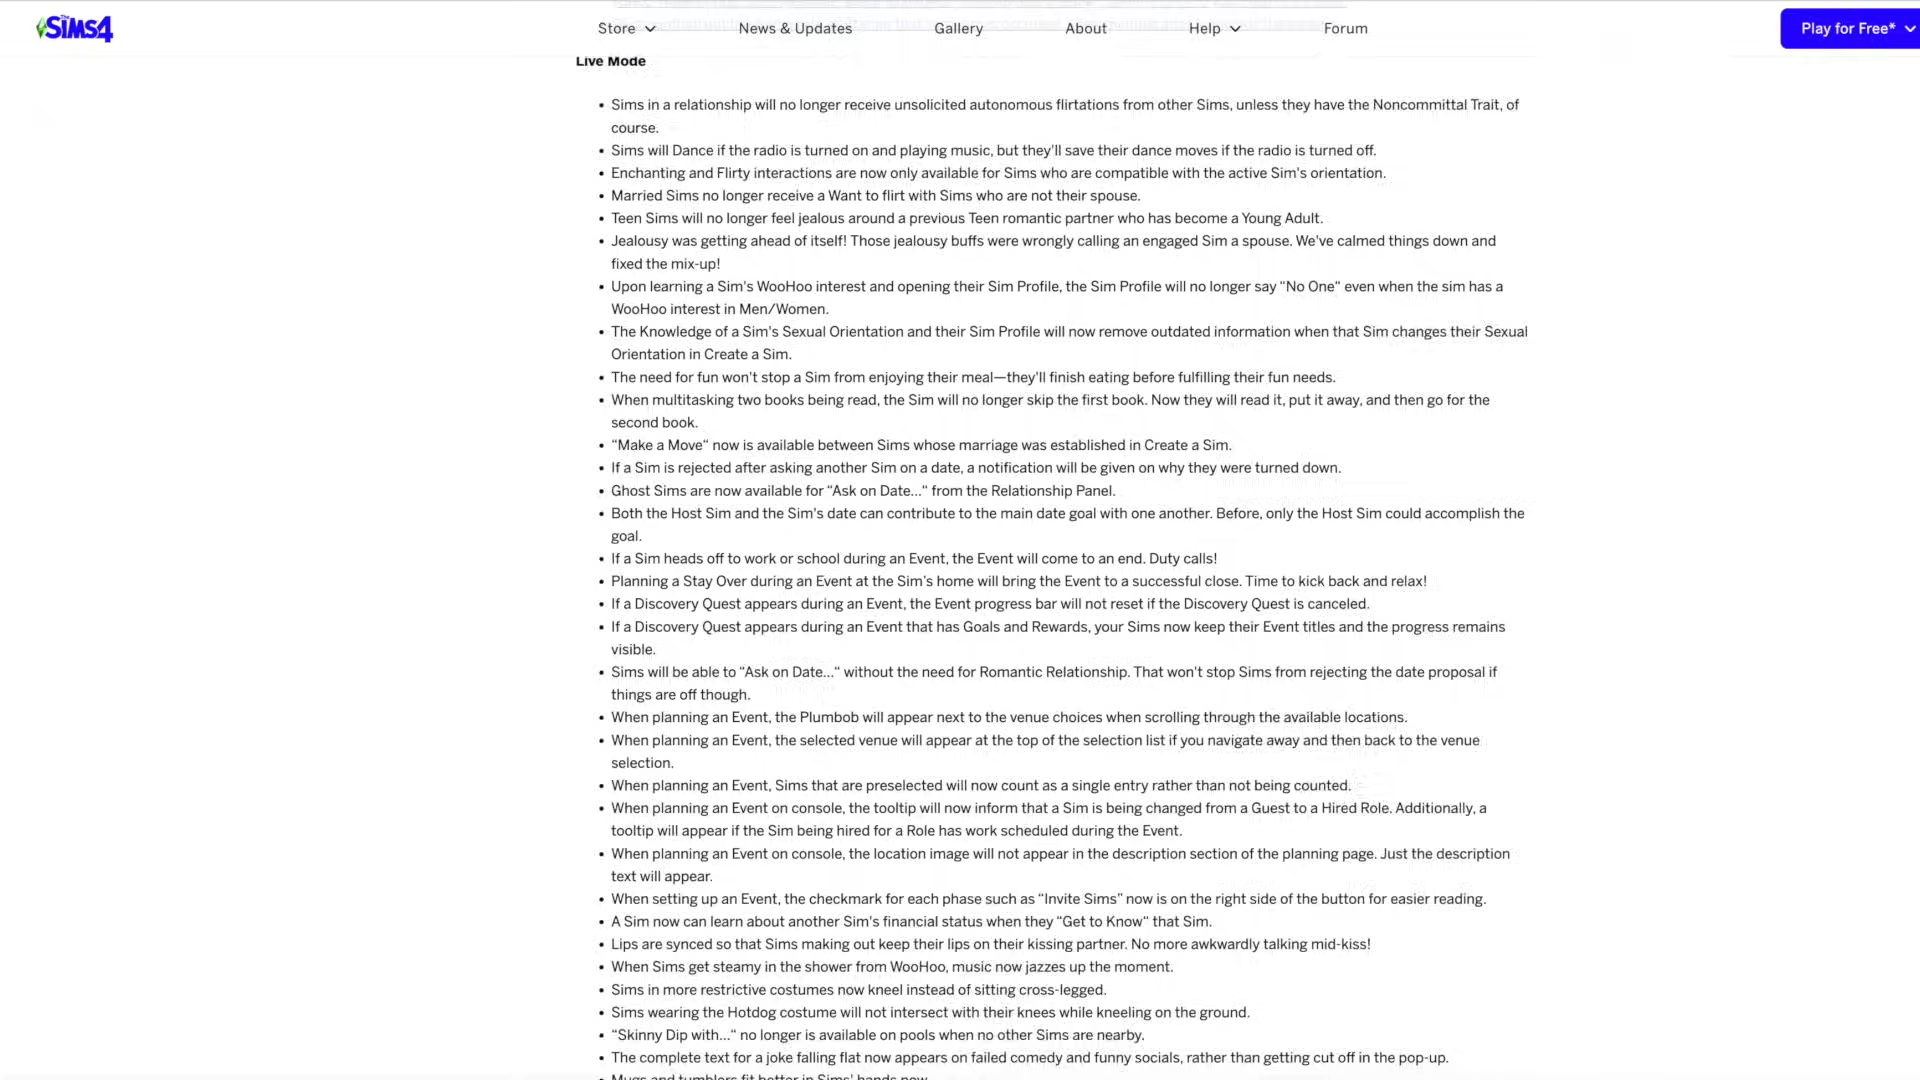 The Sims 4
Store
News & Updates
Gallery
About
Help
Forum
Play for Free*
Live Mode
• Sims in a relationship will no longer receive unsolicited autonomous flirtations from other Sims, unless they have the Noncommittal Trait, of
course.
• Sims will Dance if the radio is turned on and playing music, but they'll save their dance moves if the radio is turned off.
• Enchanting and Flirty interactions are now only available for Sims who are compatible with the active Sim's orientation.
• Married Sims no longer receive a Want to flirt with Sims who are not their spouse.
• Teen Sims will no longer feel jealous around a previous Teen romantic partner who has become a Young Adult.
• Jealousy was getting ahead of itself! Those jealousy buffs were wrongly calling an engaged Sim a spouse. We've calmed things down and
fixed the mix-up!
• Upon learning a Sim's WooHoo interest and opening their Sim Profile, the Sim Profile will no longer say “No One“ even when the sim has a
WooHoo interest in Men/Women.
• The Knowledge of a Sim's Sexual Orientation and their Sim Profile will now remove outdated information when that Sim changes their Sexual
Orientation in Create a Sim.
• The need for fun won't stop a Sim from enjoying their meal—they'll finish eating before fulfilling their fun needs.
• When multitasking two books being read, the Sim will no longer skip the first book. Now they will read it, put it away, and then go for the
second book.
• “Make a Move“ now is available between Sims whose marriage was established in Create a Sim.
• If a Sim is rejected after asking another Sim on a date, a notification will be given on why they were turned down.
• Ghost Sims are now available for “Ask on Date...“ from the Relationship Panel.
• Both the Host Sim and the Sim's date can contribute to the main date goal with one another. Before, only the Host Sim could accomplish the
goal.
• If a Sim heads off to work or school during an Event, the Event will come to an end. Duty calls!
• Planning a Stay Over during an Event at the Sim's home will bring the Event to a successful close. Time to kick back and relax!
• If a Discovery Quest appears during an Event, the Event progress bar will not reset if the Discovery Quest is canceled.
• If a Discovery Quest appears during an Event that has Goals and Rewards, your Sims now keep their Event titles and the progress remains
visible.
• Sims will be able to “Ask on Date...“ without the need for Romantic Relationship. That won't stop Sims from rejecting the date proposal if
things are off though.
• When planning an Event, the Plumbob will appear next to the venue choices when scrolling through the available locations.
• When planning an Event, the selected venue will appear at the top of the selection list if you navigate away and then back to the venue
selection.
• When planning an Event, Sims that are preselected will now count as a single entry rather than not being counted.
• When planning an Event on console, the tooltip will now inform that a Sim is being changed from a Guest to a Hired Role. Additionally, a
tooltip will appear if the Sim being hired for a Role has work scheduled during the Event.
• When planning an Event on console, the location image will not appear in the description section of the planning page. Just the description
text will appear.
• When setting up an Event, the checkmark for each phase such as “Invite Sims” now is on the right side of the button for easier reading.
• A Sim now can learn about another Sim's financial status when they “Get to Know“ that Sim.
• Lips are synced so that Sims making out keep their lips on their kissing partner. No more awkwardly talking mid-kiss!
• When Sims get steamy in the shower from WooHoo, music now jazzes up the moment.
• Sims in more restrictive costumes now kneel instead of sitting cross-legged.
• Sims wearing the Hotdog costume will not intersect with their knees while kneeling on the ground.
• “Skinny Dip with...“ no longer is available on pools when no other Sims are nearby.
• The complete text for a joke falling flat now appears on failed comedy and funny socials, rather than getting cut off in the pop-up.
• Mugs and tumblers fit better in Sims' hands now.